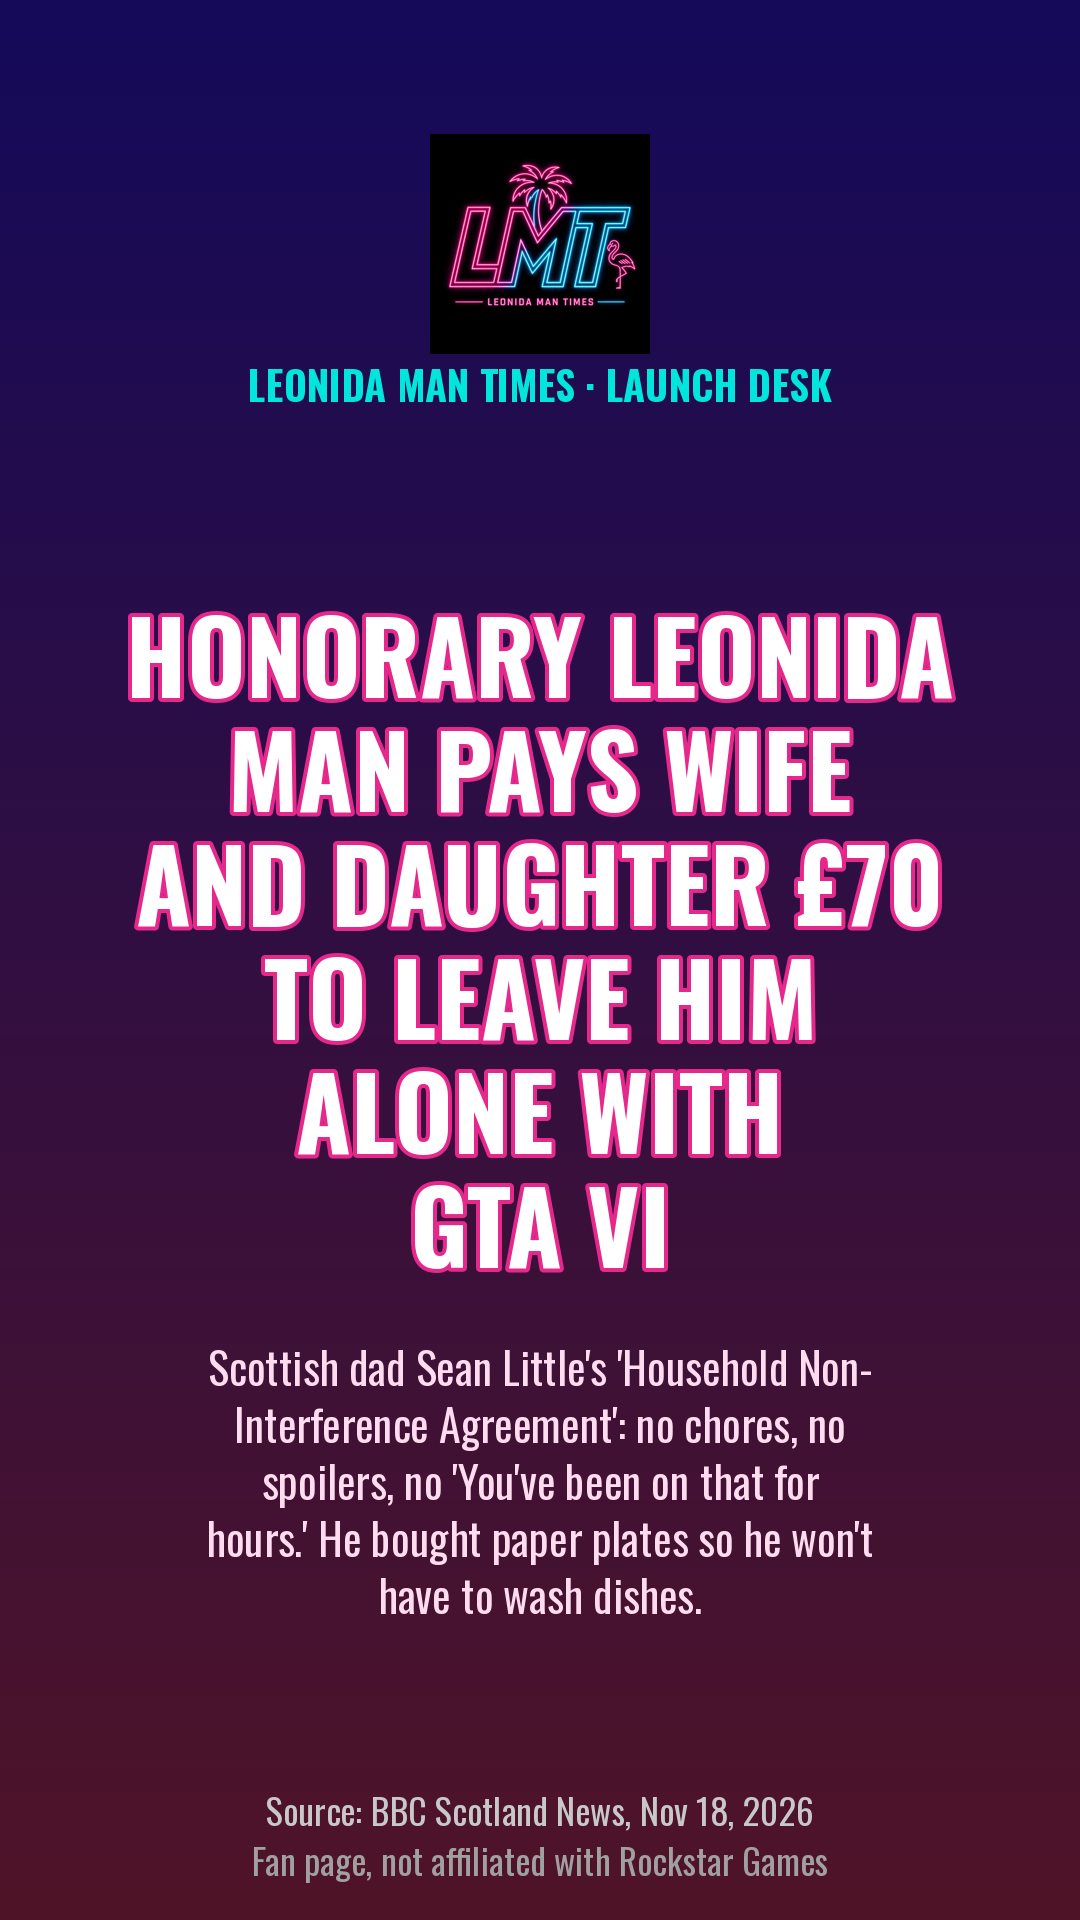 LMT
LEONIDA MAN TIMES
LEONIDA MAN TIMES · LAUNCH DESK
HONORARY LEONIDA
MAN PAYS WIFE
AND DAUGHTER £70
TO LEAVE HIM
ALONE WITH
GTA VI
Scottish dad Sean Little's 'Household Non-
Interference Agreement': no chores, no
spoilers, no 'You've been on that for
hours.' He bought paper plates so he won't
have to wash dishes.
Source: BBC Scotland News, Nov 18, 2026
Fan page, not affiliated with Rockstar Games